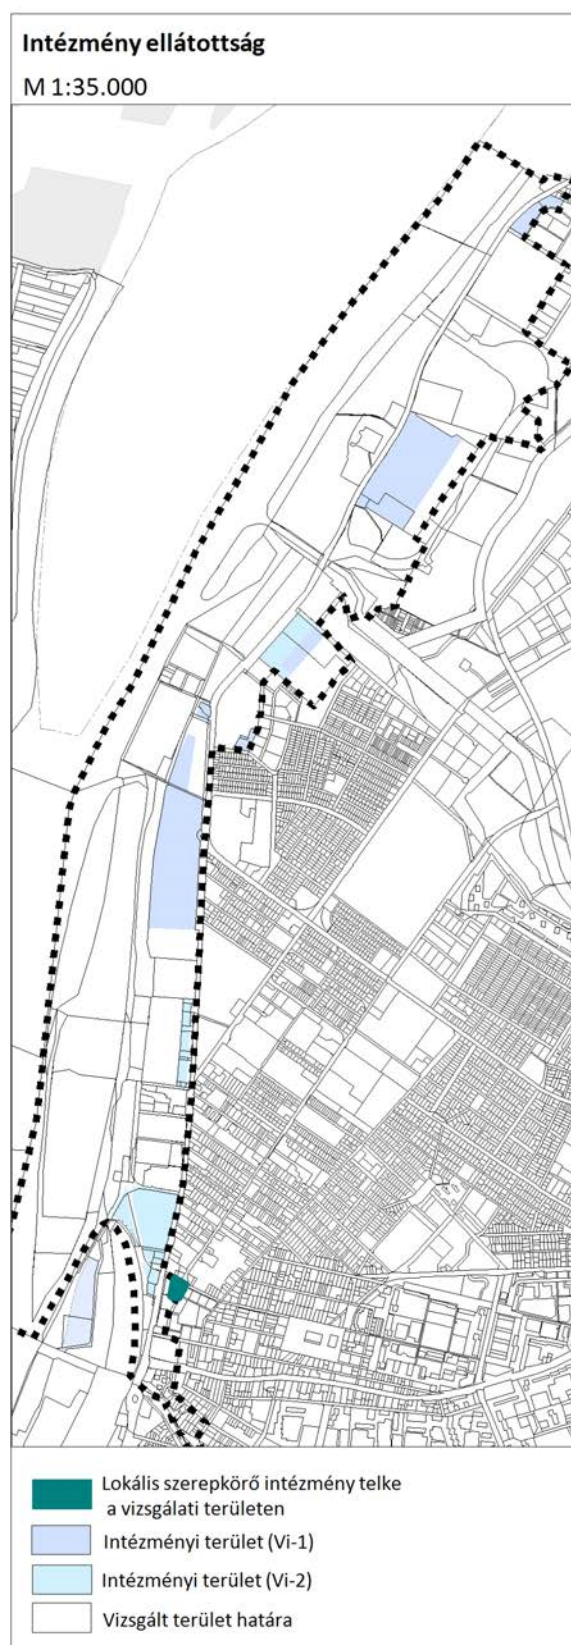 Intézmény ellátottság
M 1:35.000
Lokális szerepkörő intézmény telke
a vizsgálati területen
Intézményi terület (Vi-1)
Intézményi terület (Vi-2)
Vizsgált terület határa